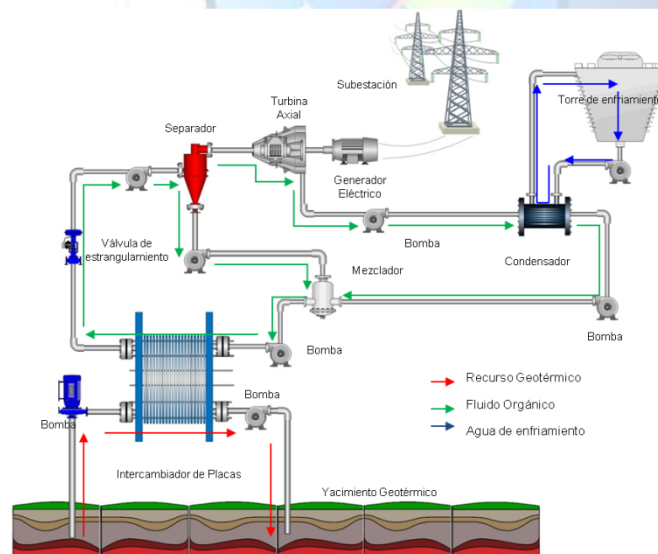 Subestación
Turbina
Axial
Separador
Torre de enfriamiento
Generador
Eléctrico
Válvula de
estrangulamiento
Bomba
Condensador
Mezclador
Bomba
Bomba
Bomba
Bomba
Recurso Geotérmico
Fluido Orgánico
Agua de enfriamiento
Intercambiador de Placas
Yacimiento Geotérmico